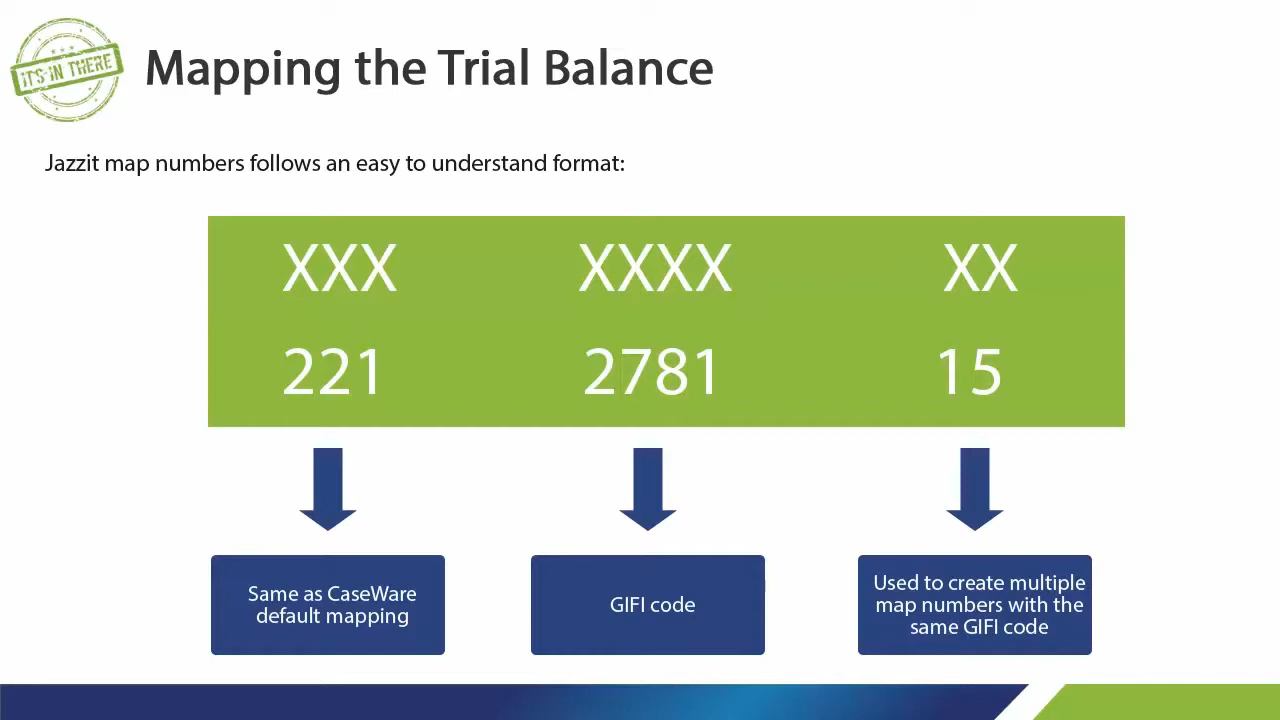 IT'S IN THERE
Mapping the Trial Balance
Jazzit map numbers follows an easy to understand format:
XXX XXXX XX
221 2781 15
Same as CaseWare
default mapping
GIFI code
Used to create multiple
map numbers with the
same GIFI code